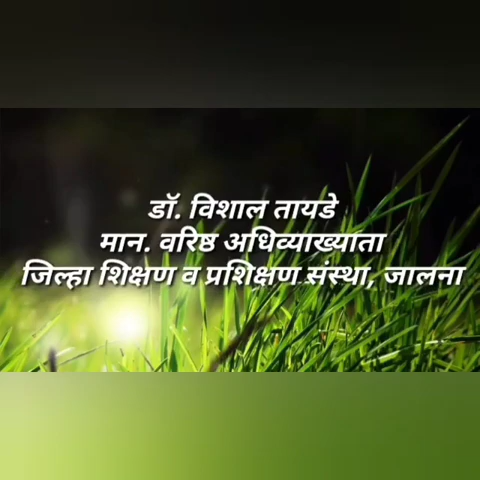 डॉ. विशाल तायडे
मान. वरिष्ठ अधिव्याख्याता
जिल्हा शिक्षण व प्रशिक्षण संस्था, जालना